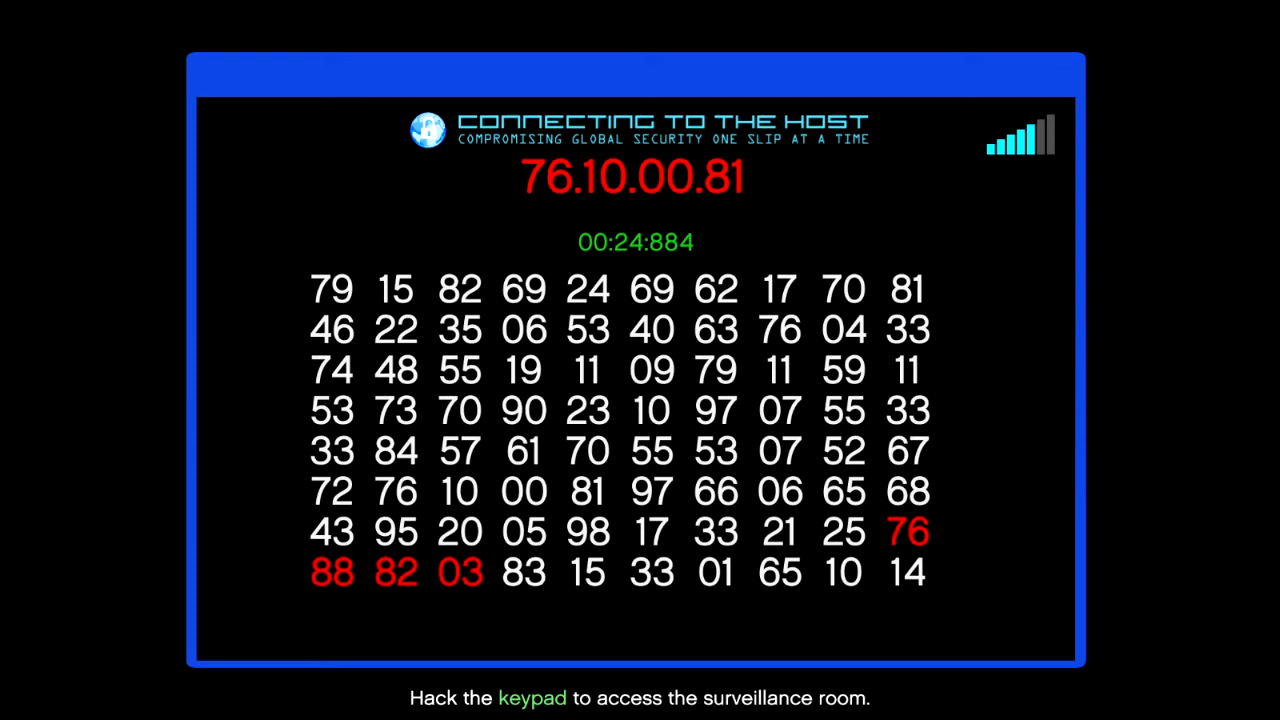 CONNECTING TO THE HOST
COMPROMISING GLOBAL SECURITY ONE SLIP AT A TIME
76.10.00.81
00:24:884
79 15 82 69 24 69 62 17 70 81
46 22 35 06 53 40 63 76 04 33
74 48 55 19 11 09 79 11 59 11
53 73 70 90 23 10 97 07 55 33
33 84 57 61 70 55 53 07 52 67
72 76 10 00 81 97 66 06 65 68
43 95 20 05 98 17 33 21 25 76
88 82 03 83 15 33 01 65 10 14
Hack the keypad to access the surveillance room.